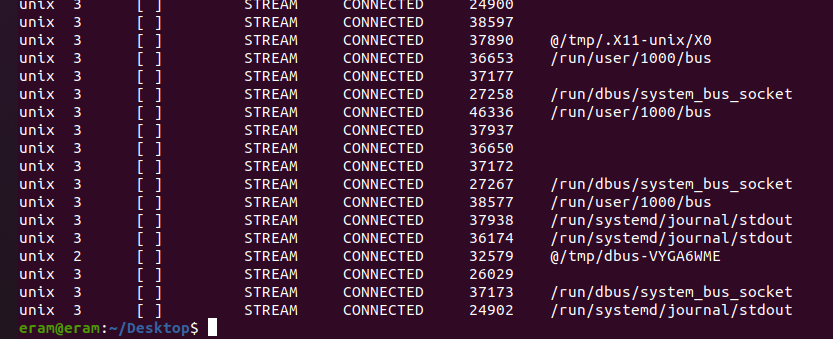 unix 3 [ ] STREAM CONNECTED 24900
unix 3 [ ] STREAM CONNECTED 38597
unix 3 [ ] STREAM CONNECTED 37890 @/tmp/.X11-unix/X0
unix 3 [ ] STREAM CONNECTED 36653 /run/user/1000/bus
unix 3 [ ] STREAM CONNECTED 37177
unix 3 [ ] STREAM CONNECTED 27258 /run/dbus/system_bus_socket
unix 3 [ ] STREAM CONNECTED 46336 /run/user/1000/bus
unix 3 [ ] STREAM CONNECTED 37937
unix 3 [ ] STREAM CONNECTED 36650
unix 3 [ ] STREAM CONNECTED 37172
unix 3 [ ] STREAM CONNECTED 27267 /run/dbus/system_bus_socket
unix 3 [ ] STREAM CONNECTED 38577 /run/user/1000/bus
unix 3 [ ] STREAM CONNECTED 37938 /run/systemd/journal/stdout
unix 3 [ ] STREAM CONNECTED 36174 /run/systemd/journal/stdout
unix 2 [ ] STREAM CONNECTED 32579 @/tmp/dbus-VYGA6WME
unix 3 [ ] STREAM CONNECTED 26029
unix 3 [ ] STREAM CONNECTED 37173 /run/dbus/system_bus_socket
unix 3 [ ] STREAM CONNECTED 24902 /run/systemd/journal/stdout
eram@eram:~/Desktop$